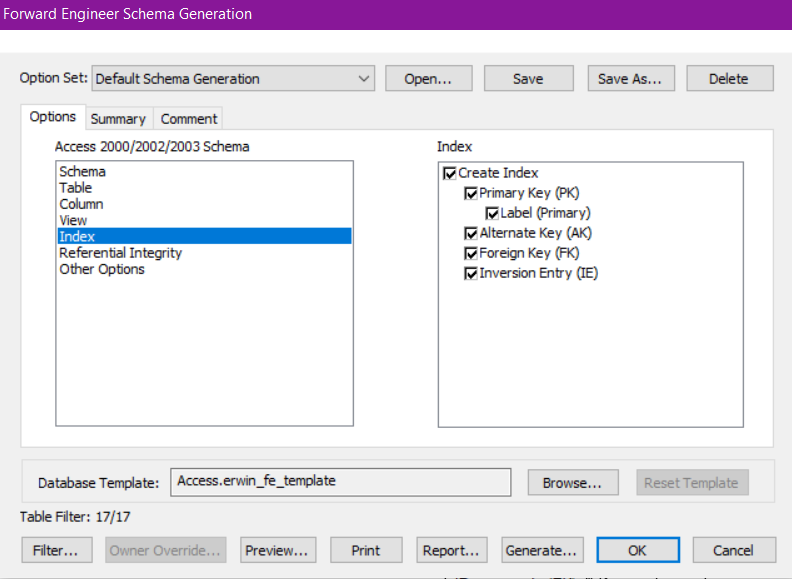 Forward Engineer Schema Generation
Option Set: Default Schema Generation Open... Save Save As... Delete
Options Summary Comment
Access 2000/2002/2003 Schema
Schema
Table
Column
View
Index
Referential Integrity
Other Options
Index
Create Index
Primary Key (PK)
Label (Primary)
Alternate Key (AK)
Foreign Key (FK)
Inversion Entry (IE)
Database Template: Access.erwin_fe_template Browse... Reset Template
Table Filter: 17/17
Filter... Owner Override... Preview... Print Report... Generate... OK Cancel